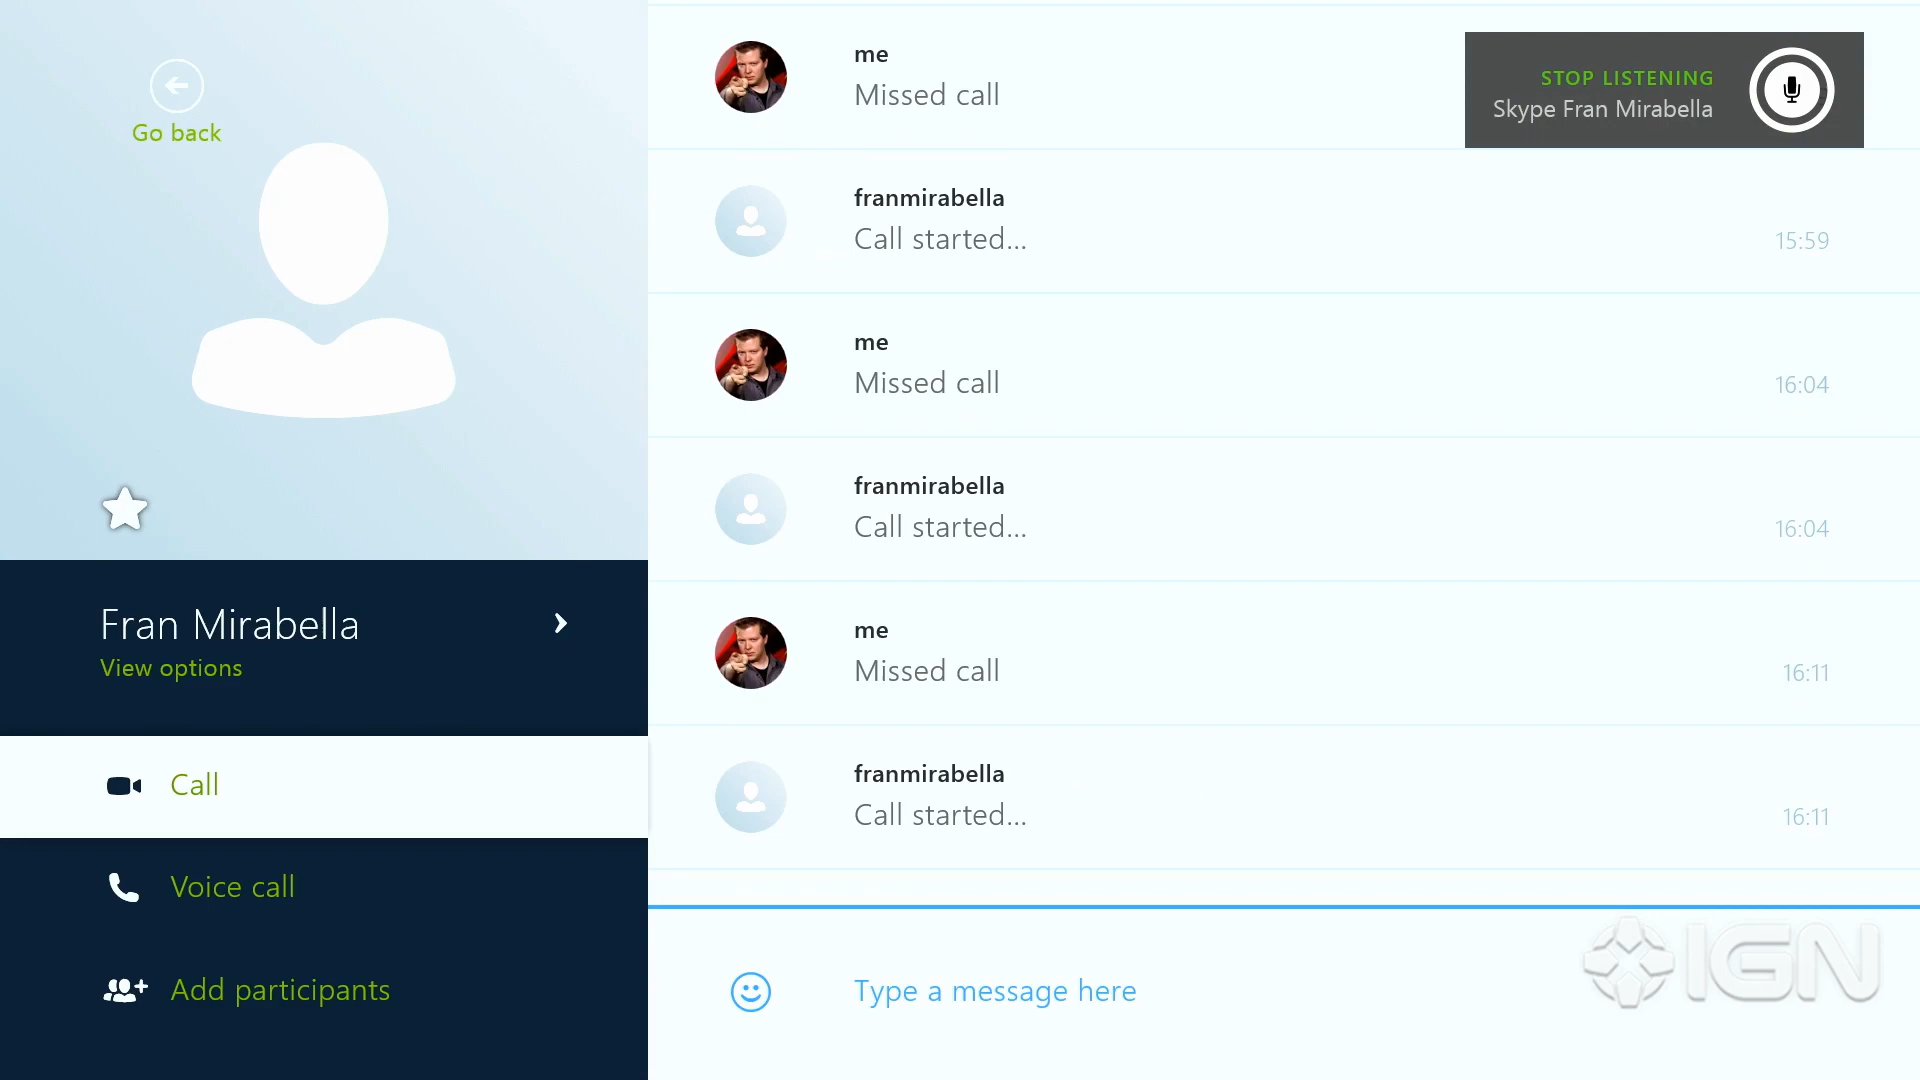 Go back
Fran Mirabella
View options
Call
Voice call
Add participants
me
Missed call
STOP LISTENING
Skype Fran Mirabella
franmirabella
Call started...
15:59
me
Missed call
16:04
franmirabella
Call started...
16:04
me
Missed call
16:11
franmirabella
Call started...
16:11
Type a message here
IGN